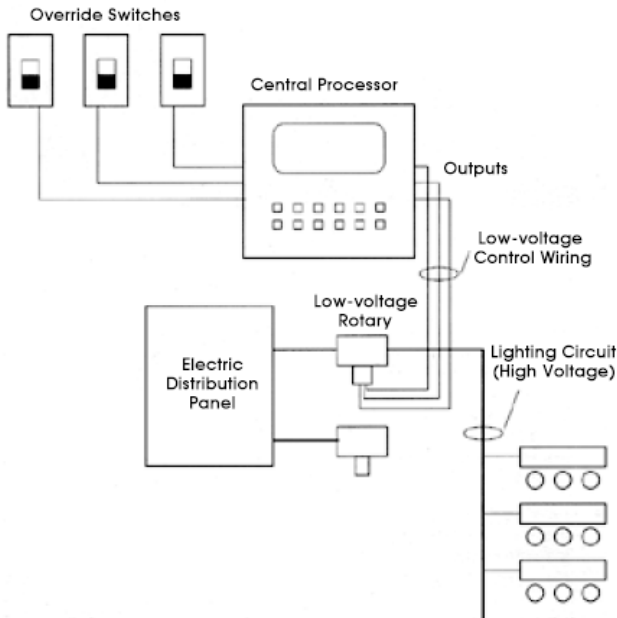 Override Switches
Central Processor
Outputs
Low-voltage
Control Wiring
Low-voltage
Rotary
Electric
Distribution
Panel
Lighting Circuit
(High Voltage)